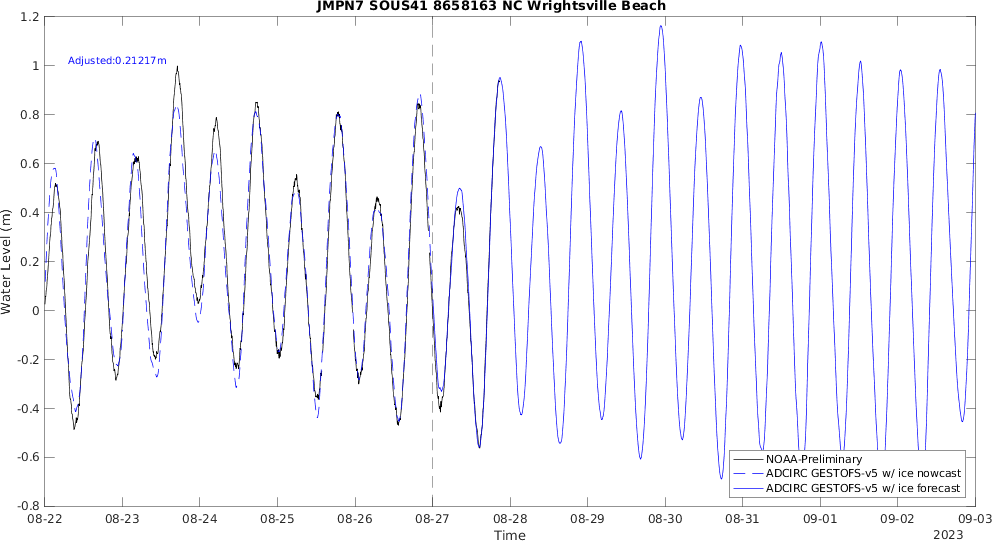 JMPN7 SOUS41 8658163 NC Wrightsville Beach
Adjusted:0.21217m
1.2
1
0.8
0.6
0.4
0.2
0
-0.2
-0.4
-0.6
-0.8
Water Level (m)
NOAA-Preliminary
ADCIRC GESTOFS-v5 w/ ice nowcast
ADCIRC GESTOFS-v5 w/ ice forecast
08-22 08-23 08-24 08-25 08-26 08-27 08-28 08-29 08-30 08-31 09-01 09-02 09-03
Time
2023